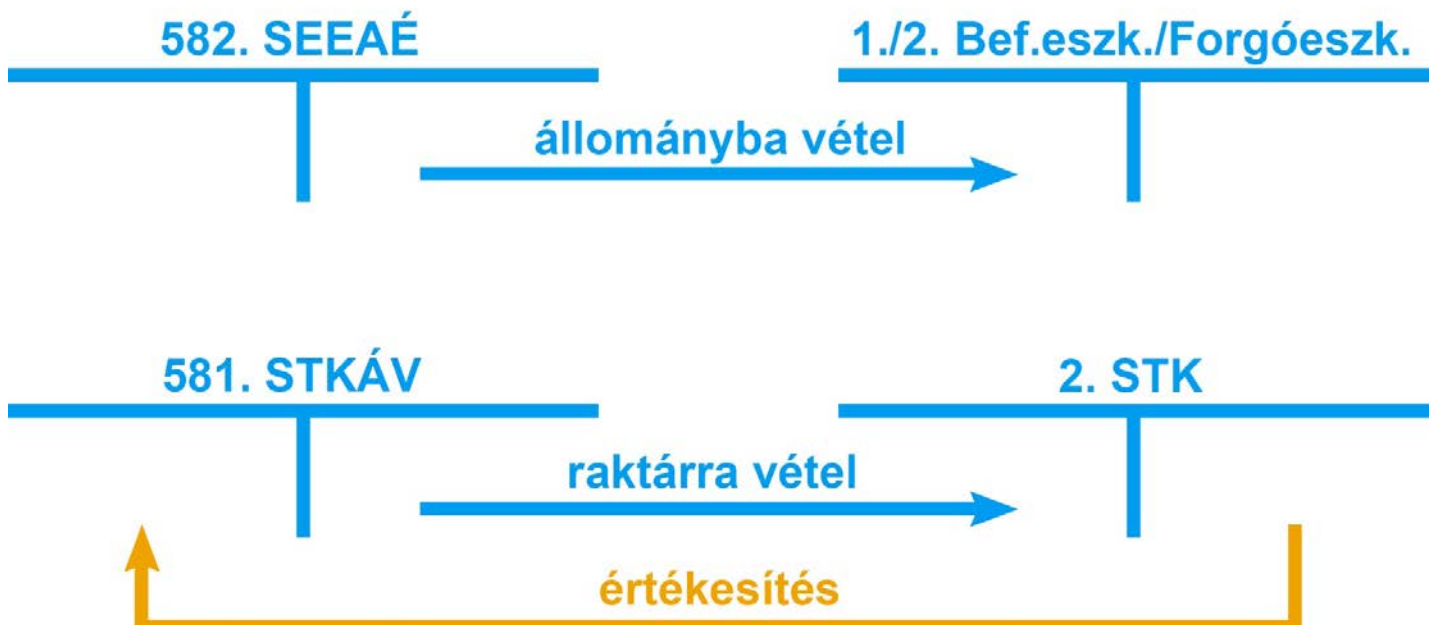 582. SEEAÉ
1./2. Bef.eszk./Forgóeszk.
állományba vétel
581. STKÁV
2. STK
raktárra vétel
értékesítés